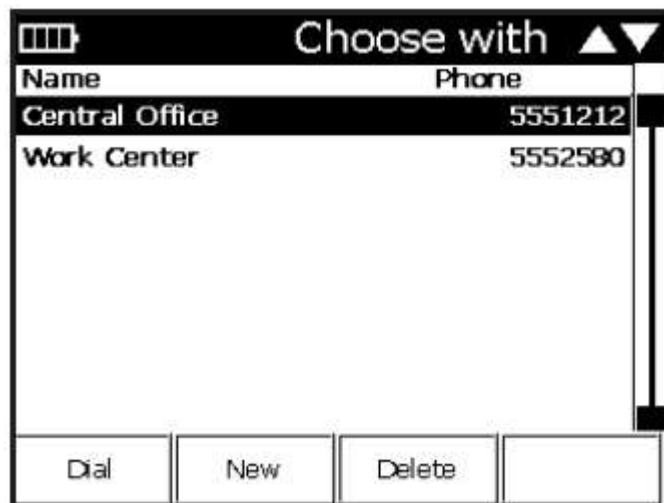 Choose with ▲▼
Name Phone
Central Office 5551212
Work Center 5552580
Dial New Delete